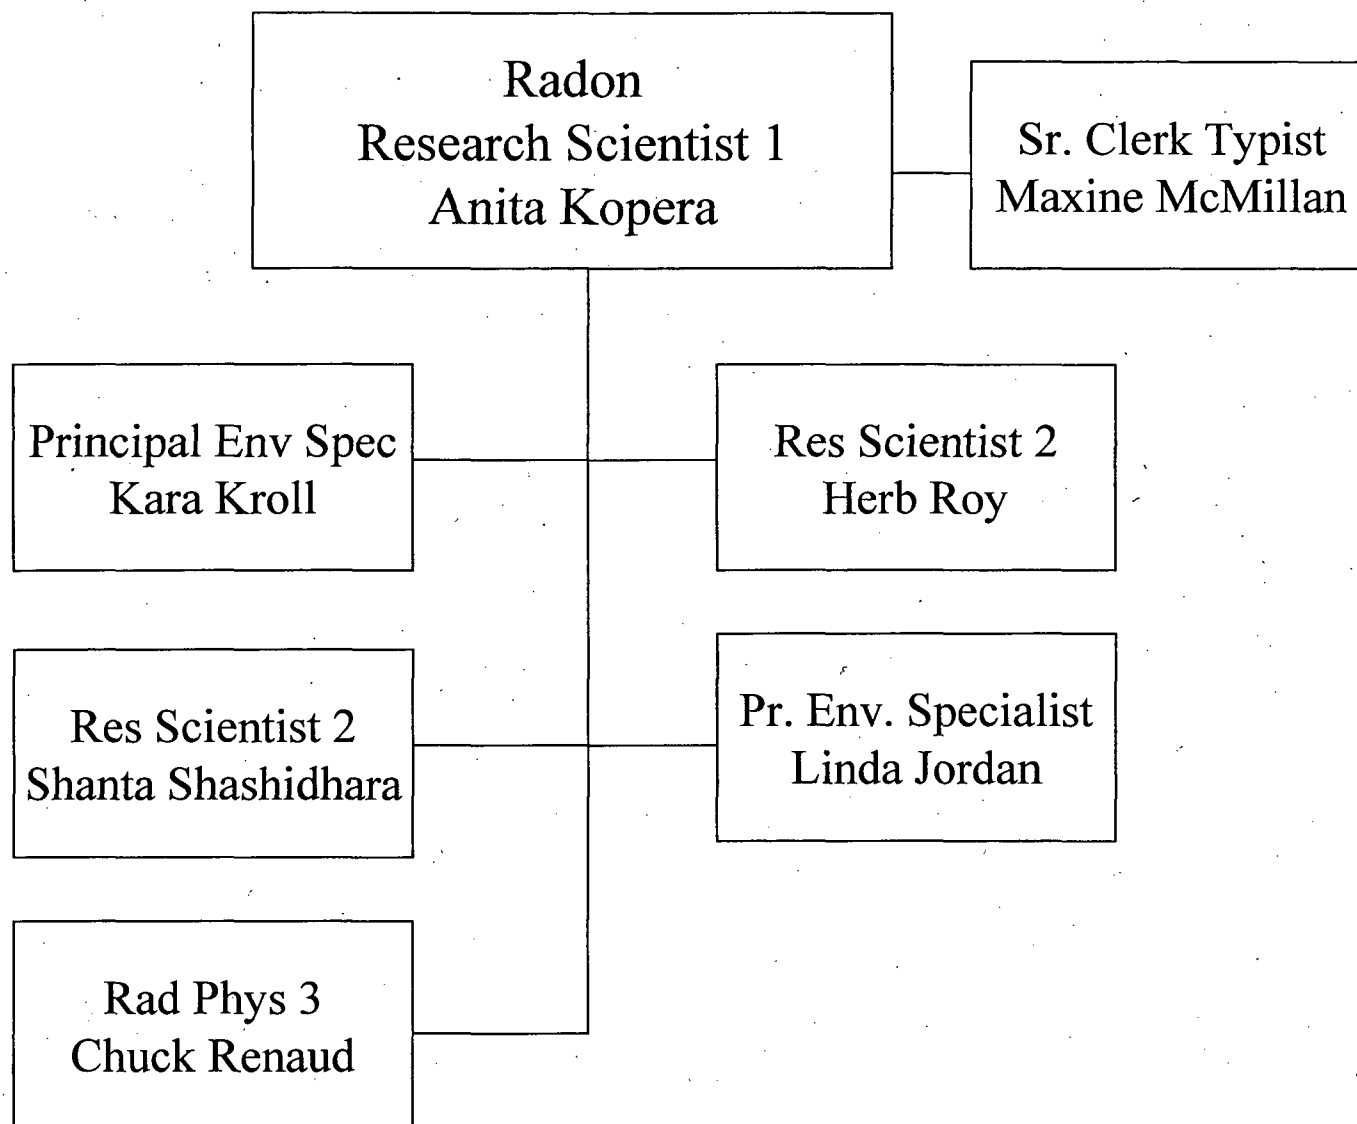 Radon
Research Scientist 1
Anita Kopera
Sr. Clerk Typist
Maxine McMillan
Principal Env Spec
Kara Kroll
Res Scientist 2
Herb Roy
Res Scientist 2
Shanta Shashidhara
Pr. Env. Specialist
Linda Jordan
Rad Phys 3
Chuck Renaud